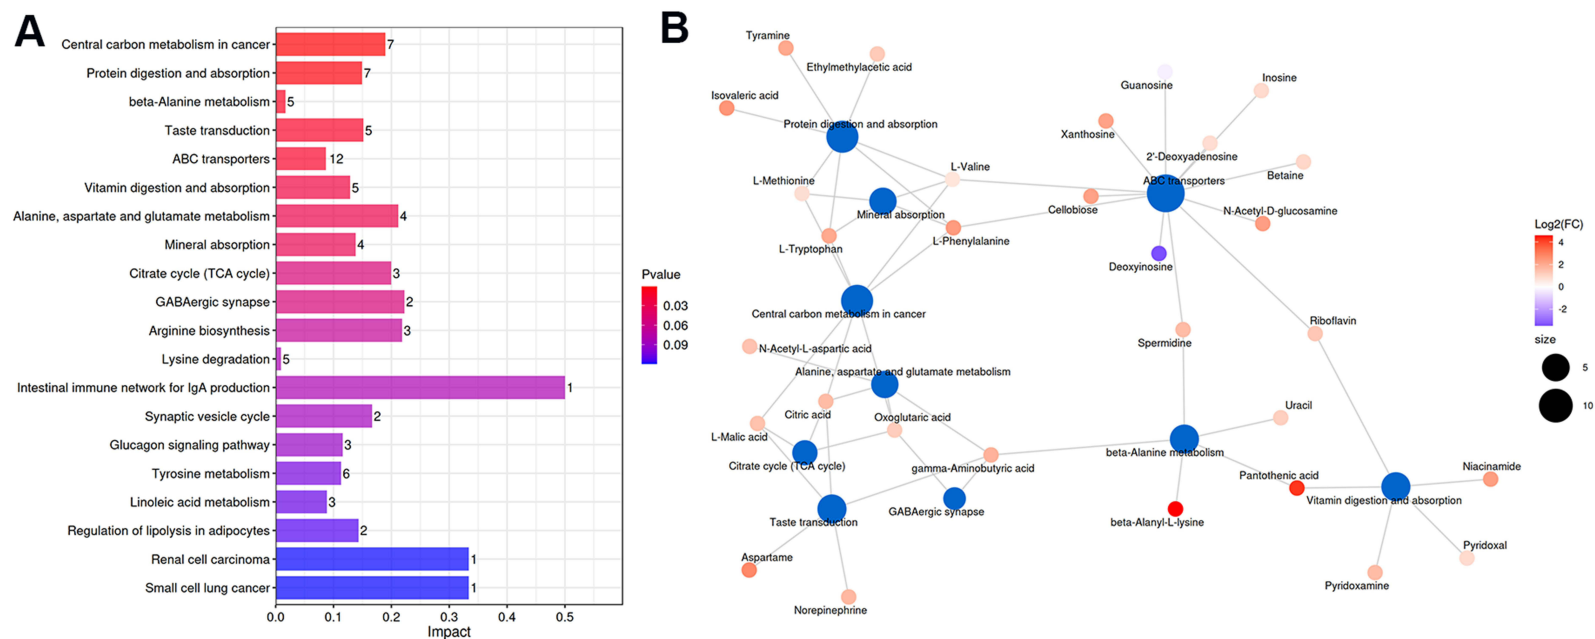 A
Central carbon metabolism in cancer 7
Protein digestion and absorption 7
beta-Alanine metabolism 5
Taste transduction 5
ABC transporters 12
Vitamin digestion and absorption 5
Alanine, aspartate and glutamate metabolism 4
Mineral absorption 4
Citrate cycle (TCA cycle) 3
GABAergic synapse 2
Arginine biosynthesis 3
Lysine degradation 5
Intestinal immune network for IgA production 1
Synaptic vesicle cycle 2
Glucagon signaling pathway 3
Tyrosine metabolism 6
Linoleic acid metabolism 3
Regulation of lipolysis in adipocytes 2
Renal cell carcinoma 1
Small cell lung cancer 1
0.0 0.1 0.2 0.3 0.4 0.5
Impact
Pvalue
0.03
0.06
0.09
B
Tyramine
Ethylmethylacetic acid
Isovaleric acid
Protein digestion and absorption
L-Valine
L-Methionine
Mineral absorption
L-Tryptophan
L-Phenylalanine
Central carbon metabolism in cancer
N-Acetyl-L-aspartic acid
Alanine, aspartate and glutamate metabolism
Citric acid
Oxoglutaric acid
L-Malic acid
Citrate cycle (TCA cycle)
gamma-Aminobutyric acid
GABAergic synapse
Taste transduction
Aspartame
Norepinephrine
Guanosine
Inosine
Xanthosine
2'-Deoxyadenosine
Betaine
ABC transporters
Cellobiose
N-Acetyl-D-glucosamine
Deoxyinosine
Spermidine
Riboflavin
Uracil
beta-Alanine metabolism
Pantothenic acid
Niacinamide
Vitamin digestion and absorption
beta-Alanyl-L-lysine
Pyridoxal
Pyridoxamine
Log2(FC)
4
2
0
-2
size
5
10